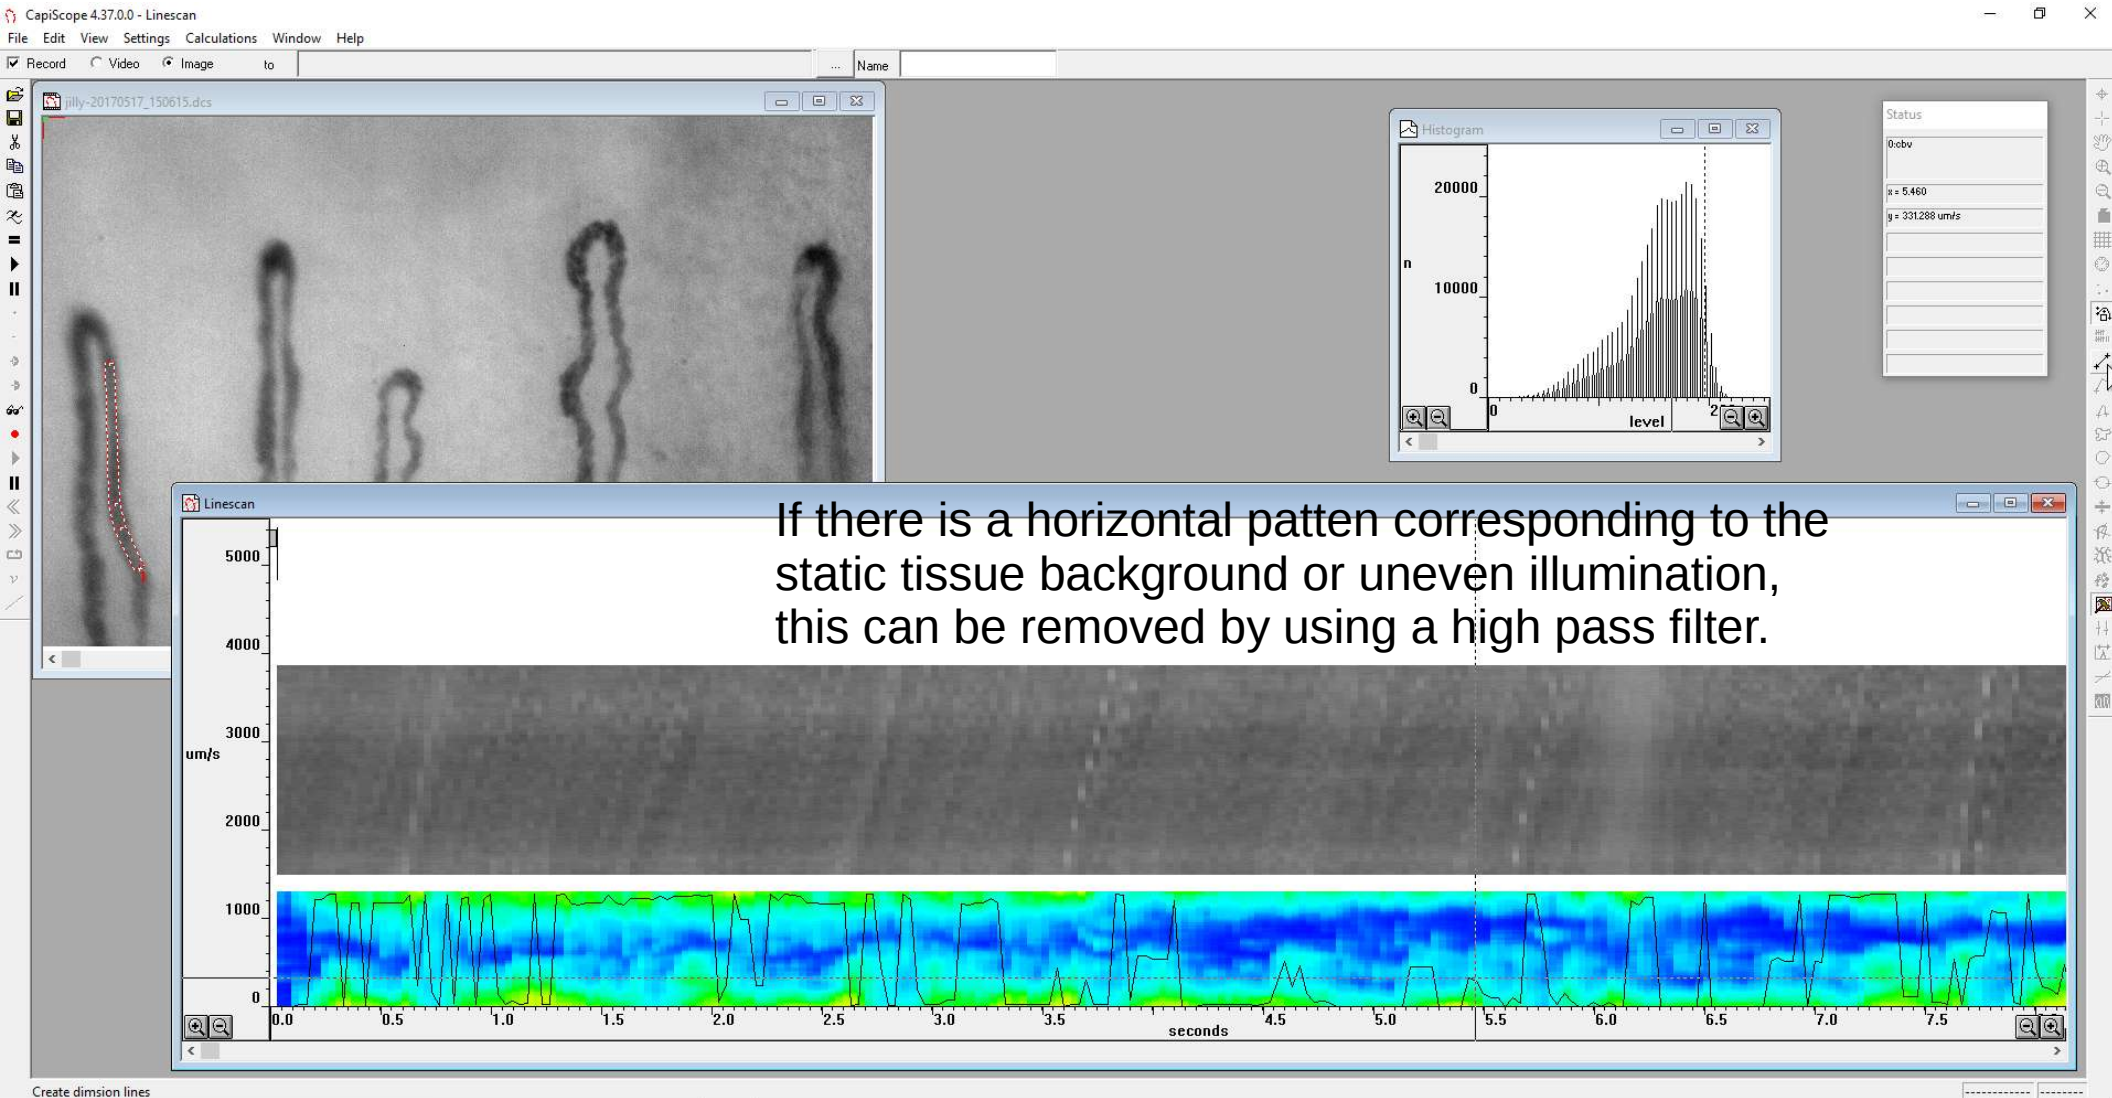 CapiScope 4.37.0.0 - Linescan
File Edit View Settings Calculations Window Help
Record Video Image to ... Name
jilly-20170517_150615.dcs
Histogram
20000
n
10000
0
0
level
Status
0:cbv
x = 5.460
y = 331.288 um/s
Linescan
If there is a horizontal patten corresponding to the
static tissue background or uneven illumination,
this can be removed by using a high pass filter.
5000
4000
3000
um/s
2000
1000
0
0.0 0.5 1.0 1.5 2.0 2.5 3.0 3.5 4.5 5.0 5.5 6.0 6.5 7.0 7.5
seconds
Create dimsion lines